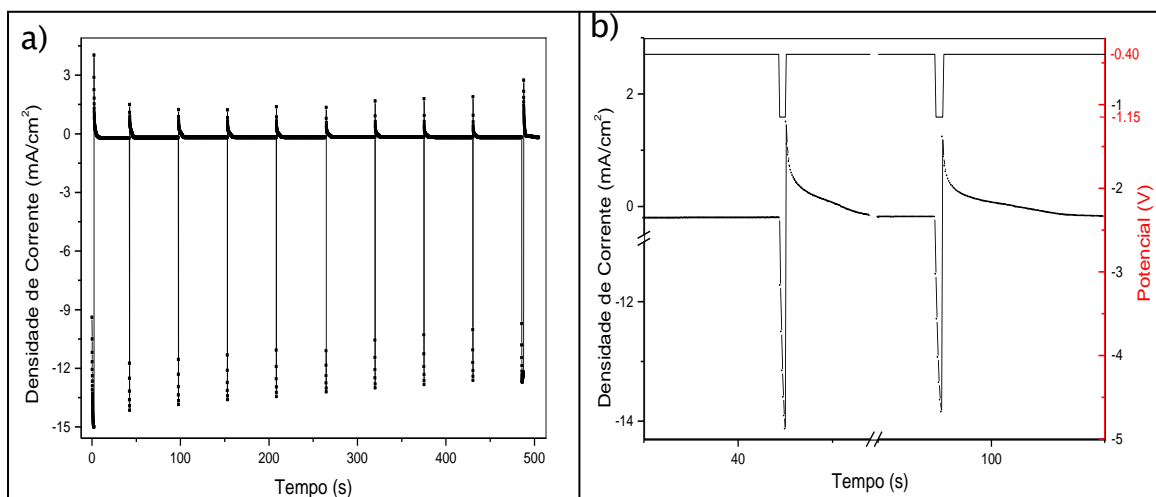 a)
Densidade de Corrente (mA/cm²)
3
0
-3
-6
-9
-12
-15
0 100 200 300 400 500
Tempo (s)
b)
Densidade de Corrente (mA/cm²)
2
0
-12
-14
40 100
Tempo (s)
-0.40
-1
-1.15
-2
-3
-4
-5
Potencial (V)